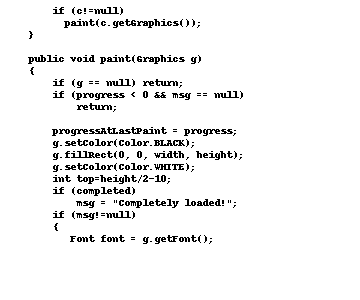 if (c!=null)
paint(c.getGraphics());
}
public void paint(Graphics g)
{
if (g == null) return;
if (progress < 0 && msg == null)
return;
progressAtLastPaint = progress;
g.setColor(Color.BLACK);
g.fillRect(0, 0, width, height);
g.setColor(Color.WHITE);
int top=height/2-10;
if (completed)
msg = "Completely loaded!";
if (msg!=null)
{
Font font = g.getFont();